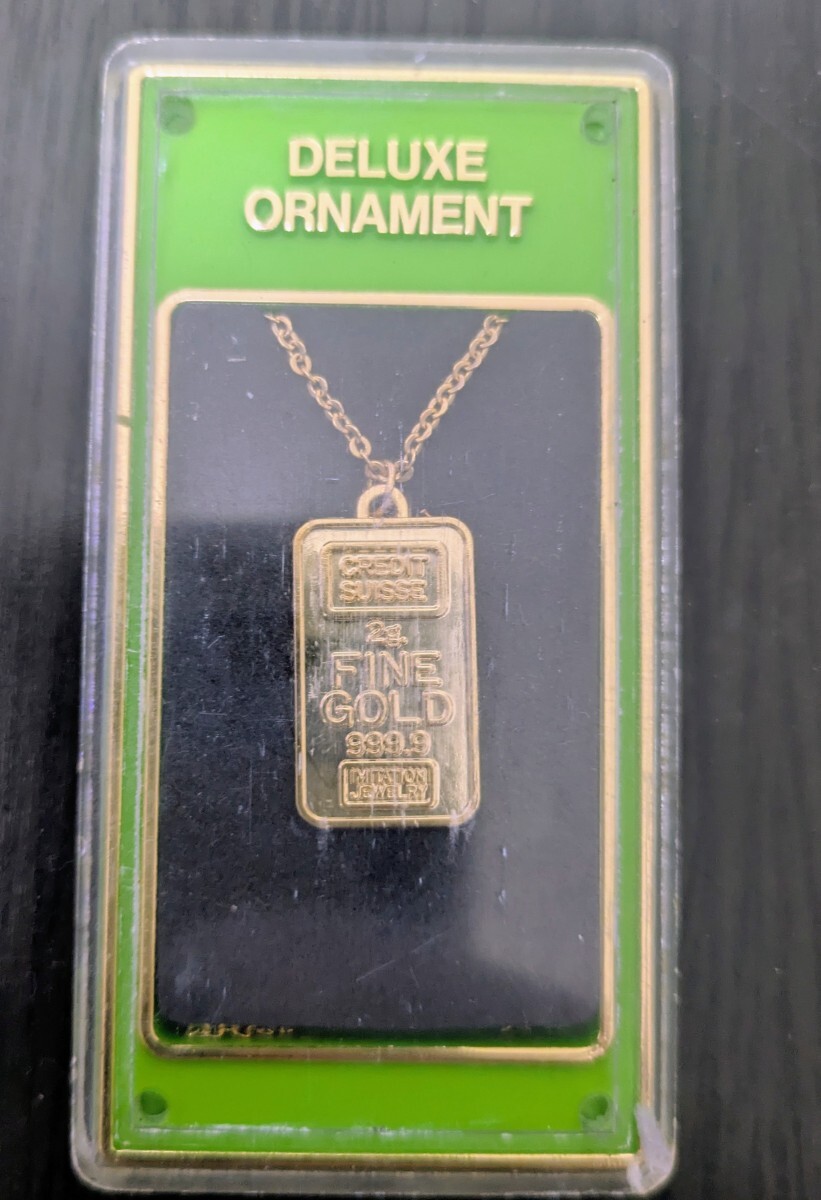 DELUXE
ORNAMENT
CREDIT
SUISSE
2g.
FINE
GOLD
999.9
IMITATION
JEWELRY